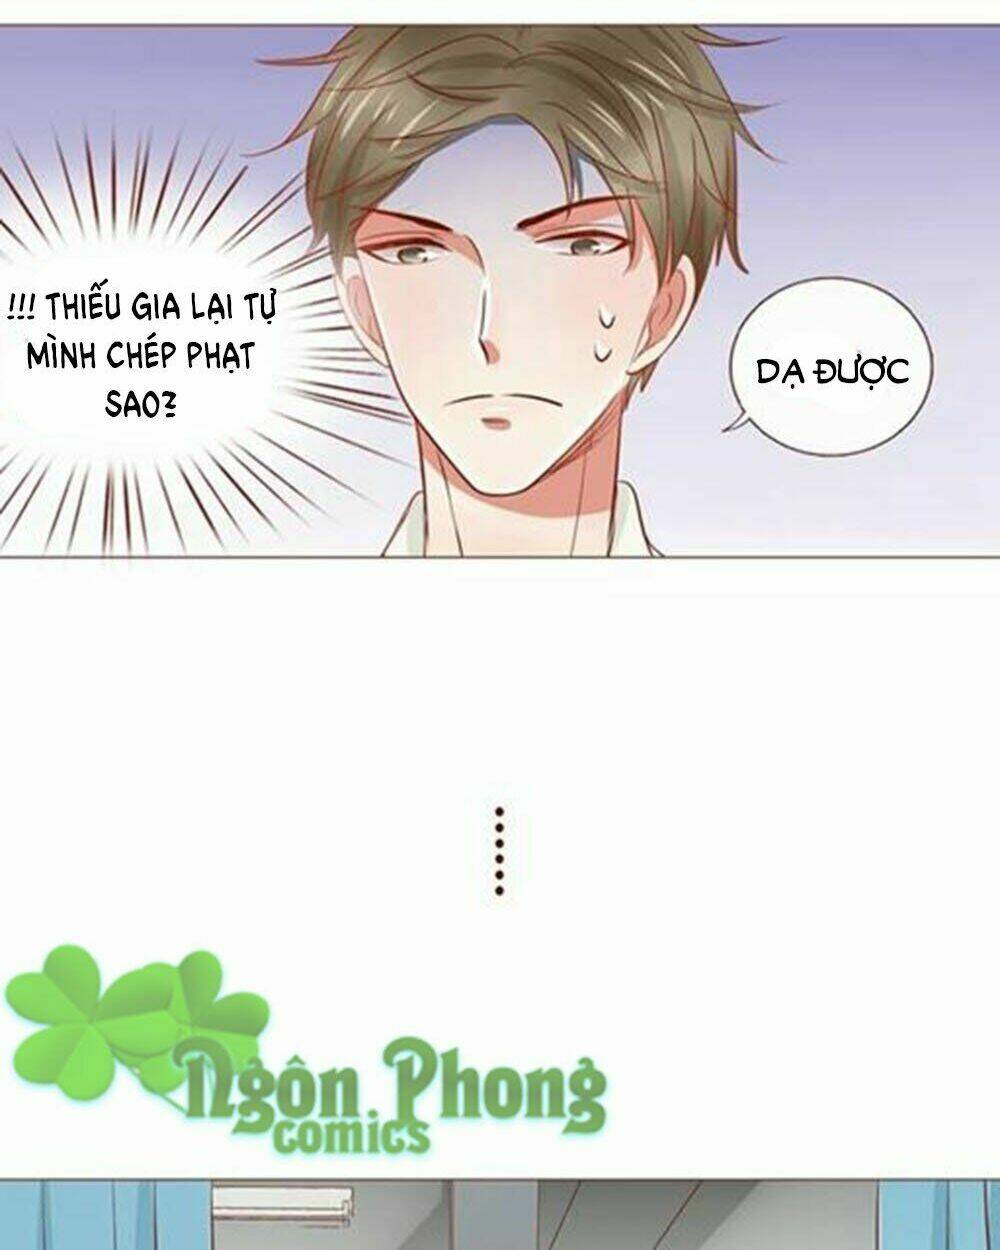 !!! THIẾU GIA LẠI TỰ
MÌNH CHÉP PHẠT
SAO?
DẠ ĐƯỢC
Ngôn Phong
comics